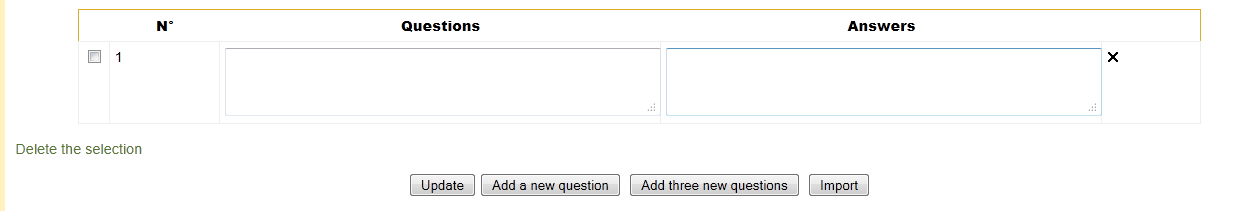 N° Questions Answers
1
Delete the selection
Update Add a new question Add three new questions Import